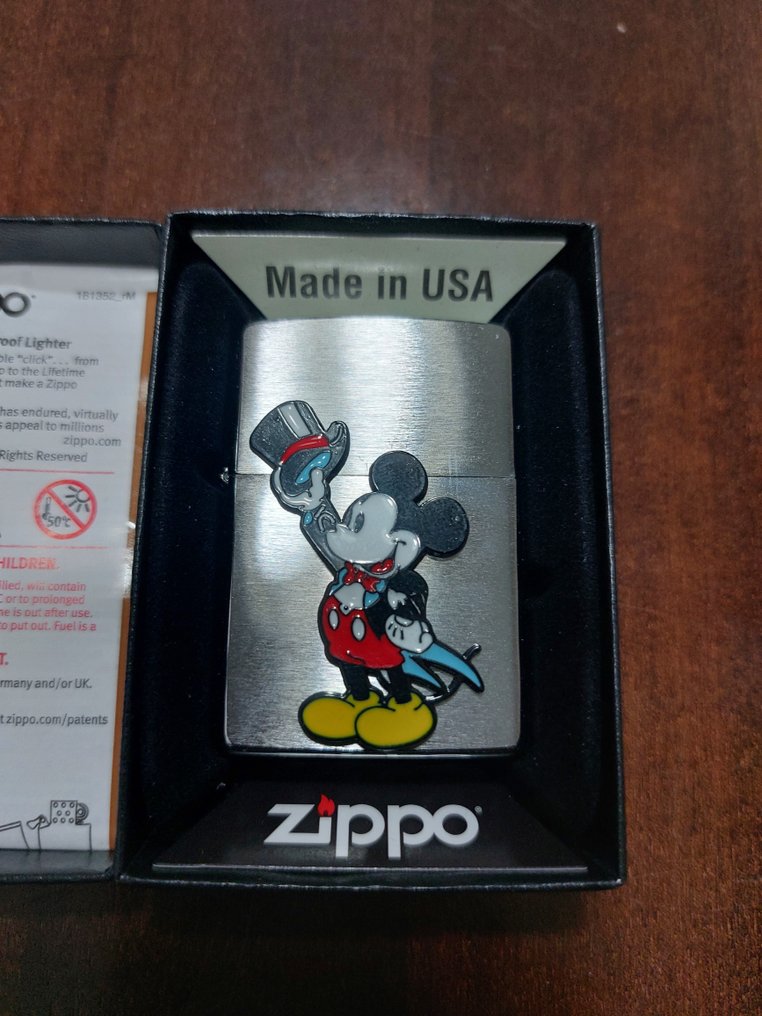 Made in USA
zippo
181352_rM
oof Lighter
ble "click"... from
o to the Lifetime
t make a Zippo
has endured, virtually
s appeal to millions
zippo.com
Rights Reserved
50°C
HILDREN.
illed, will contain
C or to prolonged
ne is out after use.
to put out. Fuel is a
T.
rmany and/or UK.
t zippo.com/patents